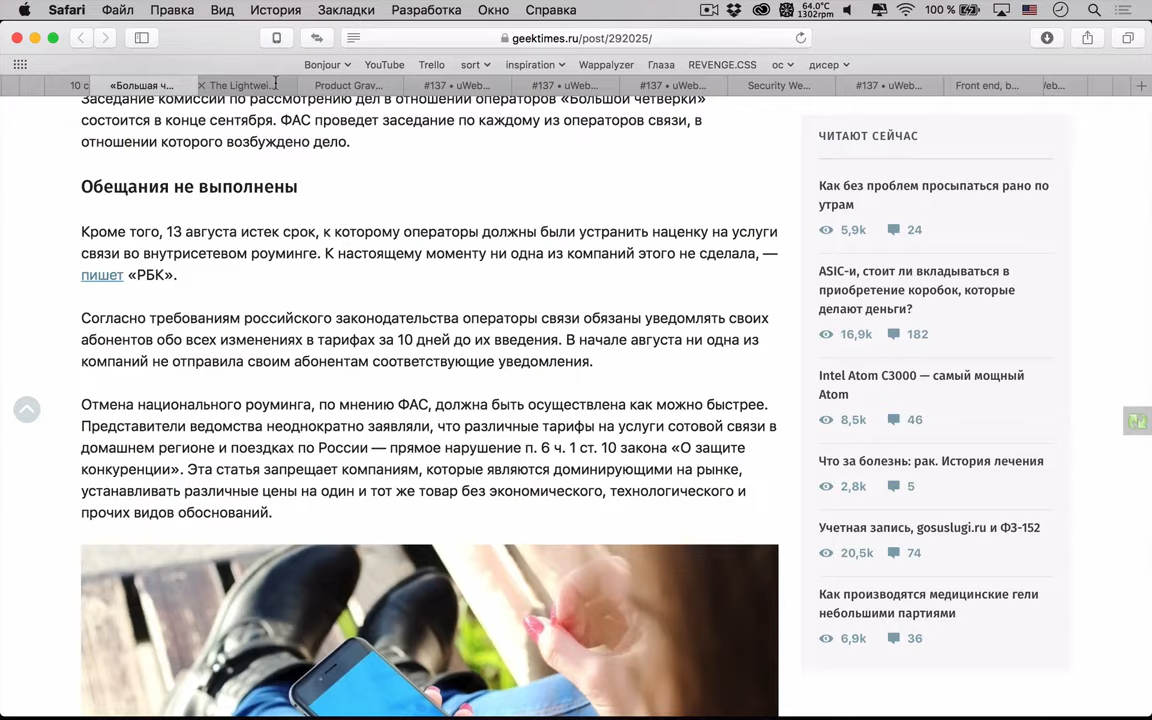 Safari Файл Правка Вид История Закладки Разработка Окно Справка
64.0°C
1302rpm
100 %
geektimes.ru/post/292025/
Bonjour YouTube Trello sort inspiration Wappalyzer Глаза REVENGE.CSS ос дисер
10 c
«Большая ч...
The Lightwei...
Product Grav...
#137 • uWeb...
#137 • uWeb...
#137 • uWeb...
Security We...
#137 • uWeb...
Front end, b...
Заседание комиссии по рассмотрению дел в отношении операторов «Большой четверки»
состоится в конце сентября. ФАС проведет заседание по каждому из операторов связи, в
отношении которого возбуждено дело.
Обещания не выполнены
Кроме того, 13 августа истек срок, к которому операторы должны были устранить наценку на услуги
связи во внутрисетевом роуминге. К настоящему моменту ни одна из компаний этого не сделала, —
пишет «РБК».
Согласно требованиям российского законодательства операторы связи обязаны уведомлять своих
абонентов обо всех изменениях в тарифах за 10 дней до их введения. В начале августа ни одна из
компаний не отправила своим абонентам соответствующие уведомления.
Отмена национального роуминга, по мнению ФАС, должна быть осуществлена как можно быстрее.
Представители ведомства неоднократно заявляли, что различные тарифы на услуги сотовой связи в
домашнем регионе и поездках по России — прямое нарушение п. 6 ч. 1 ст. 10 закона «О защите
конкуренции». Эта статья запрещает компаниям, которые являются доминирующими на рынке,
устанавливать различные цены на один и тот же товар без экономического, технологического и
прочих видов обоснований.
ЧИТАЮТ СЕЙЧАС
Как без проблем просыпаться рано по
утрам
5,9k 24
ASIC-и, стоит ли вкладываться в
приобретение коробок, которые
делают деньги?
16,9k 182
Intel Atom C3000 — самый мощный
Atom
8,5k 46
Что за болезнь: рак. История лечения
2,8k 5
Учетная запись, gosuslugi.ru и ФЗ-152
20,5k 74
Как производятся медицинские гели
небольшими партиями
6,9k 36